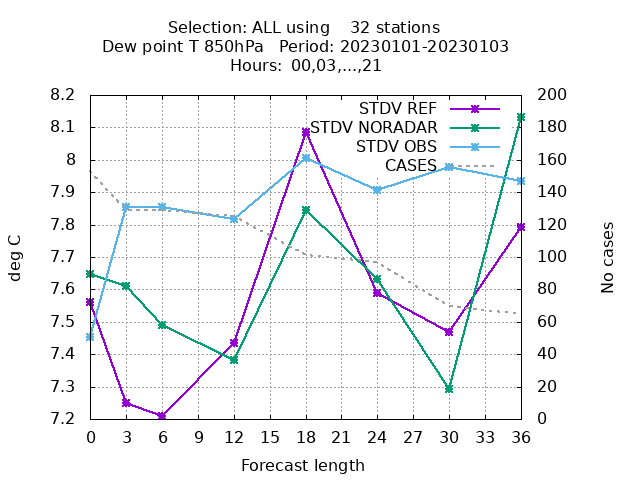 Selection: ALL using    32 stations
Dew point T 850hPa   Period: 20230101-20230103
Hours:  00,03,...,21
STDV REF
STDV NORADAR
STDV OBS
CASES
8.2
8.1
8
7.9
7.8
7.7
7.6
7.5
7.4
7.3
7.2
deg C
200
180
160
140
120
100
80
60
40
20
0
No cases
0 3 6 9 12 15 18 21 24 27 30 33 36
Forecast length